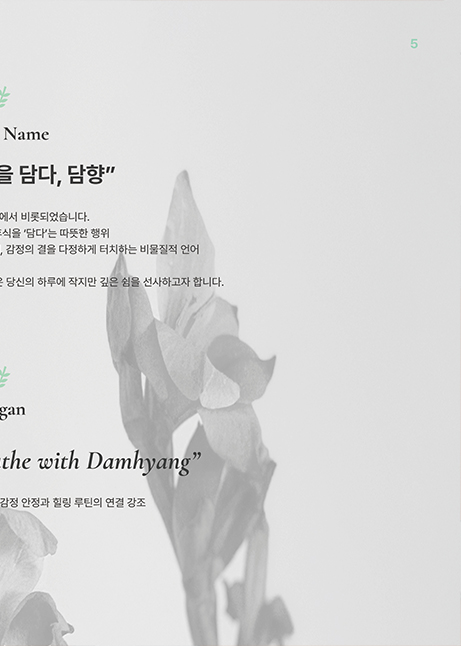 5
Name
을 담다, 담향”
에서 비롯되었습니다.
휴식을 ‘담다’는 따뜻한 행위
, 감정의 결을 다정하게 터치하는 비물질적 언어
은 당신의 하루에 작지만 깊은 쉼을 선사하고자 합니다.
gan
athe with Damhyang”
감정 안정과 힐링 루틴의 연결 강조